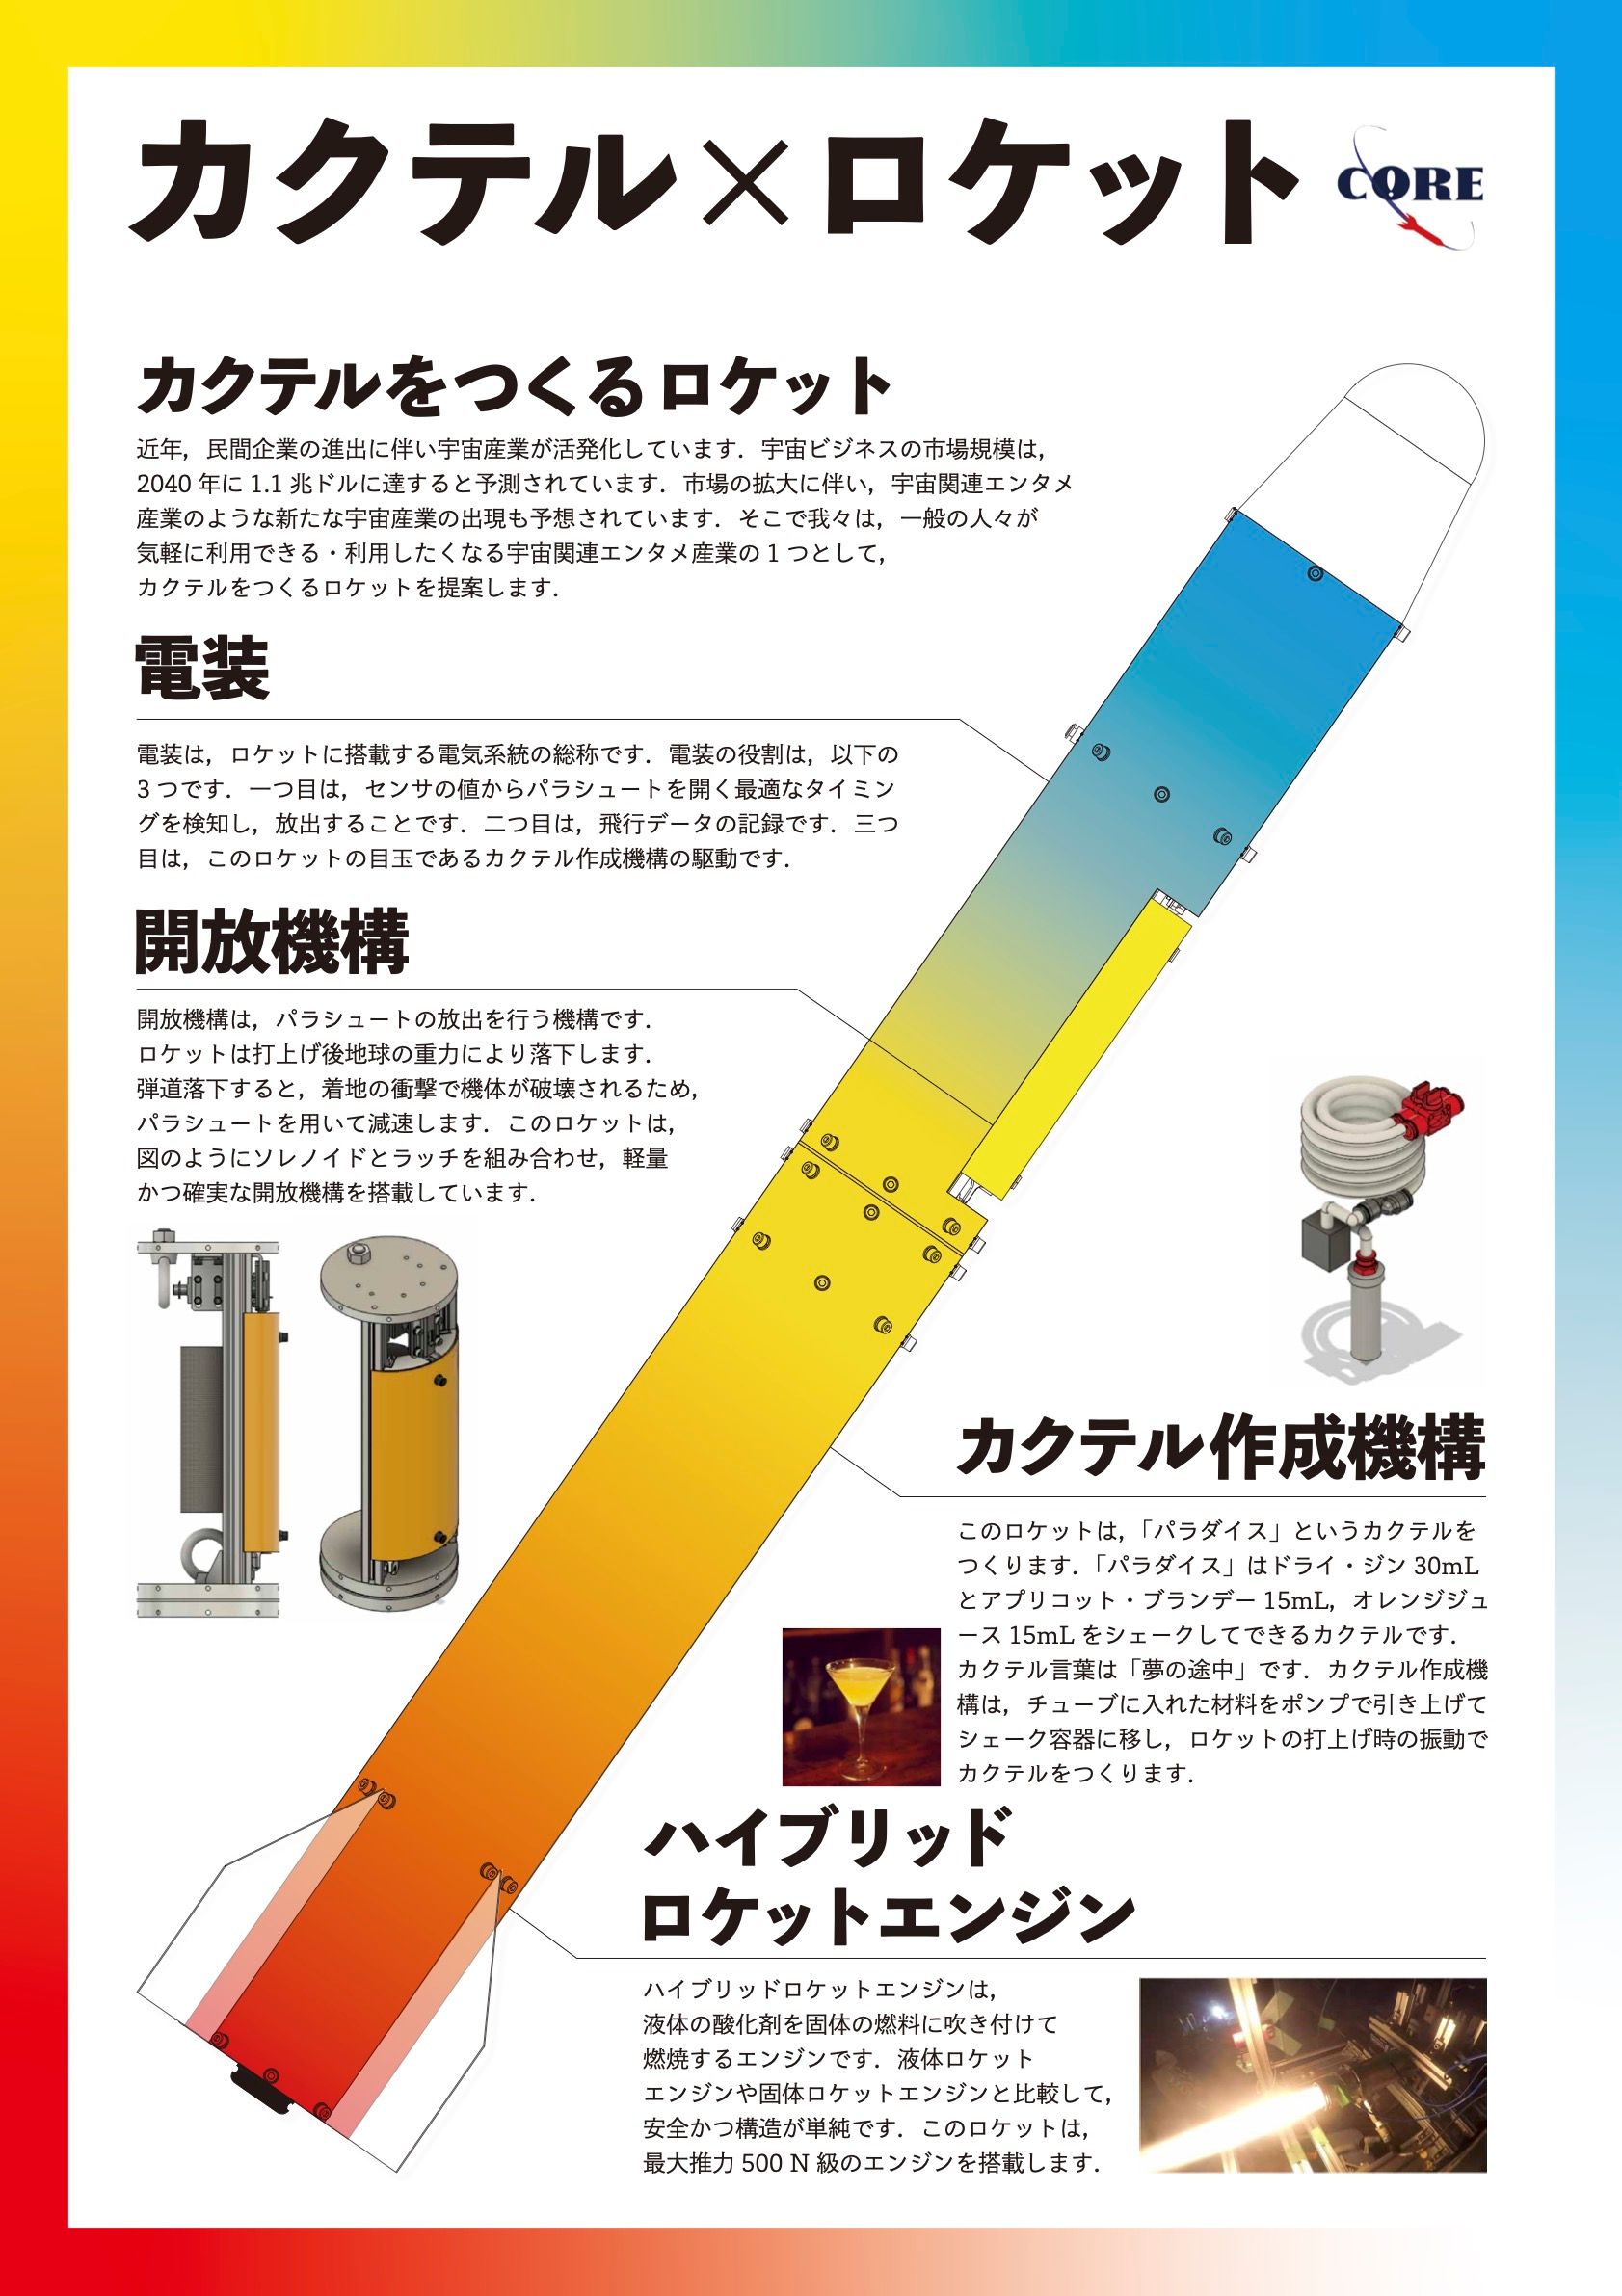 カクテル×ロケット
CORE
カクテルをつくるロケット
近年，民間企業の進出に伴い宇宙産業が活発化しています．宇宙ビジネスの市場規模は，
2040 年に 1.1 兆ドルに達すると予測されています．市場の拡大に伴い，宇宙関連エンタメ
産業のような新たな宇宙産業の出現も予想されています．そこで我々は，一般の人々が
気軽に利用できる・利用したくなる宇宙関連エンタメ産業の 1 つとして，
カクテルをつくるロケットを提案します．
電装
電装は，ロケットに搭載する電気系統の総称です．電装の役割は，以下の
3 つです．一つ目は，センサの値からパラシュートを開く最適なタイミン
グを検知し，放出することです．二つ目は，飛行データの記録です．三つ
目は，このロケットの目玉であるカクテル作成機構の駆動です．
開放機構
開放機構は，パラシュートの放出を行う機構です．
ロケットは打上げ後地球の重力により落下します．
弾道落下すると，着地の衝撃で機体が破壊されるため，
パラシュートを用いて減速します．このロケットは，
図のようにソレノイドとラッチを組み合わせ，軽量
かつ確実な開放機構を搭載しています．
カクテル作成機構
このロケットは，「パラダイス」というカクテルを
つくります．「パラダイス」はドライ・ジン 30mL
とアプリコット・ブランデー 15mL，オレンジジュ
ース 15mL をシェークしてできるカクテルです．
カクテル言葉は「夢の途中」です．カクテル作成機
構は，チューブに入れた材料をポンプで引き上げて
シェーク容器に移し，ロケットの打上げ時の振動で
カクテルをつくります．
ハイブリッド
ロケットエンジン
ハイブリッドロケットエンジンは，
液体の酸化剤を固体の燃料に吹き付けて
燃焼するエンジンです．液体ロケット
エンジンや固体ロケットエンジンと比較して，
安全かつ構造が単純です．このロケットは，
最大推力 500 N 級のエンジンを搭載します．